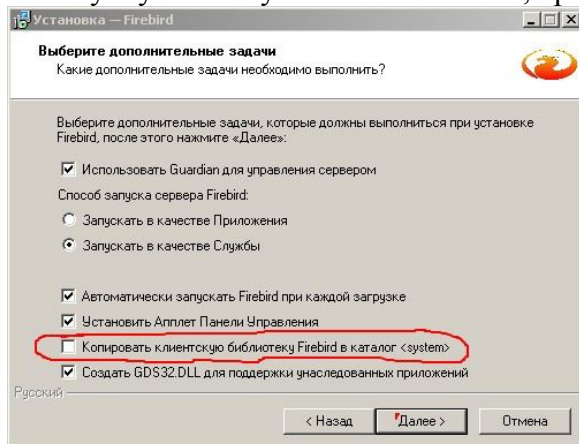 Установка — Firebird
Выберите дополнительные задачи
Какие дополнительные задачи необходимо выполнить?
Выберите дополнительные задачи, которые должны выполниться при установке
Firebird, после этого нажмите «Далее»:
Использовать Guardian для управления сервером
Способ запуска сервера Firebird:
Запускать в качестве Приложения
Запускать в качестве Службы
Автоматически запускать Firebird при каждой загрузке
Установить Апплет Панели Управления
Копировать клиентскую библиотеку Firebird в каталог <system>
Создать GDS32.DLL для поддержки унаследованных приложений
Русский
< Назад Далее > Отмена